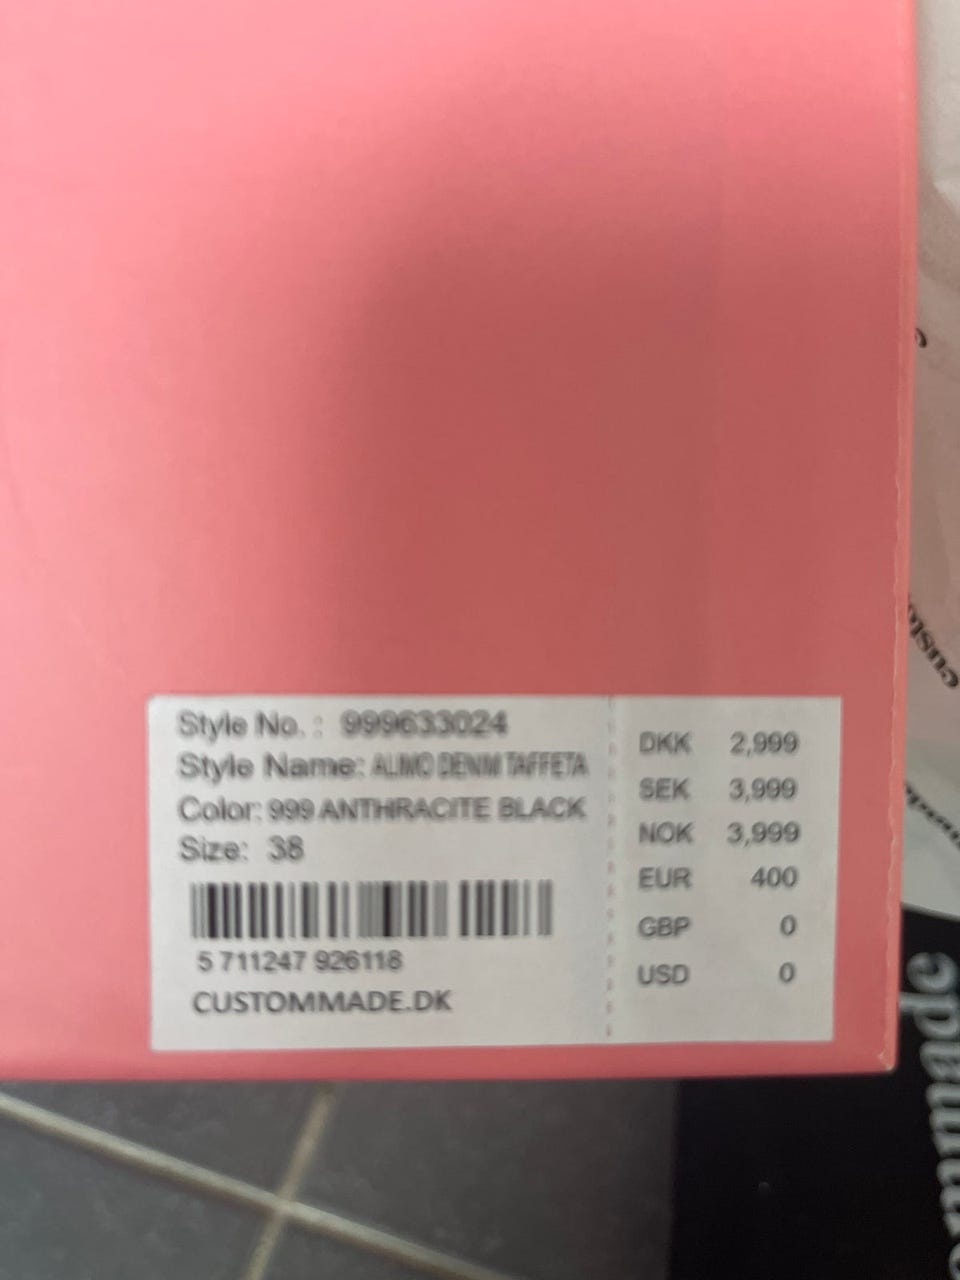 Style No. : 999633024
Style Name: ALIMO DENIM TAFFETA
Color: 999 ANTHRACITE BLACK
Size: 38
5 711247 926118
CUSTOMMADE.DK
DKK 2,999
SEK 3,999
NOK 3,999
EUR 400
GBP 0
USD 0